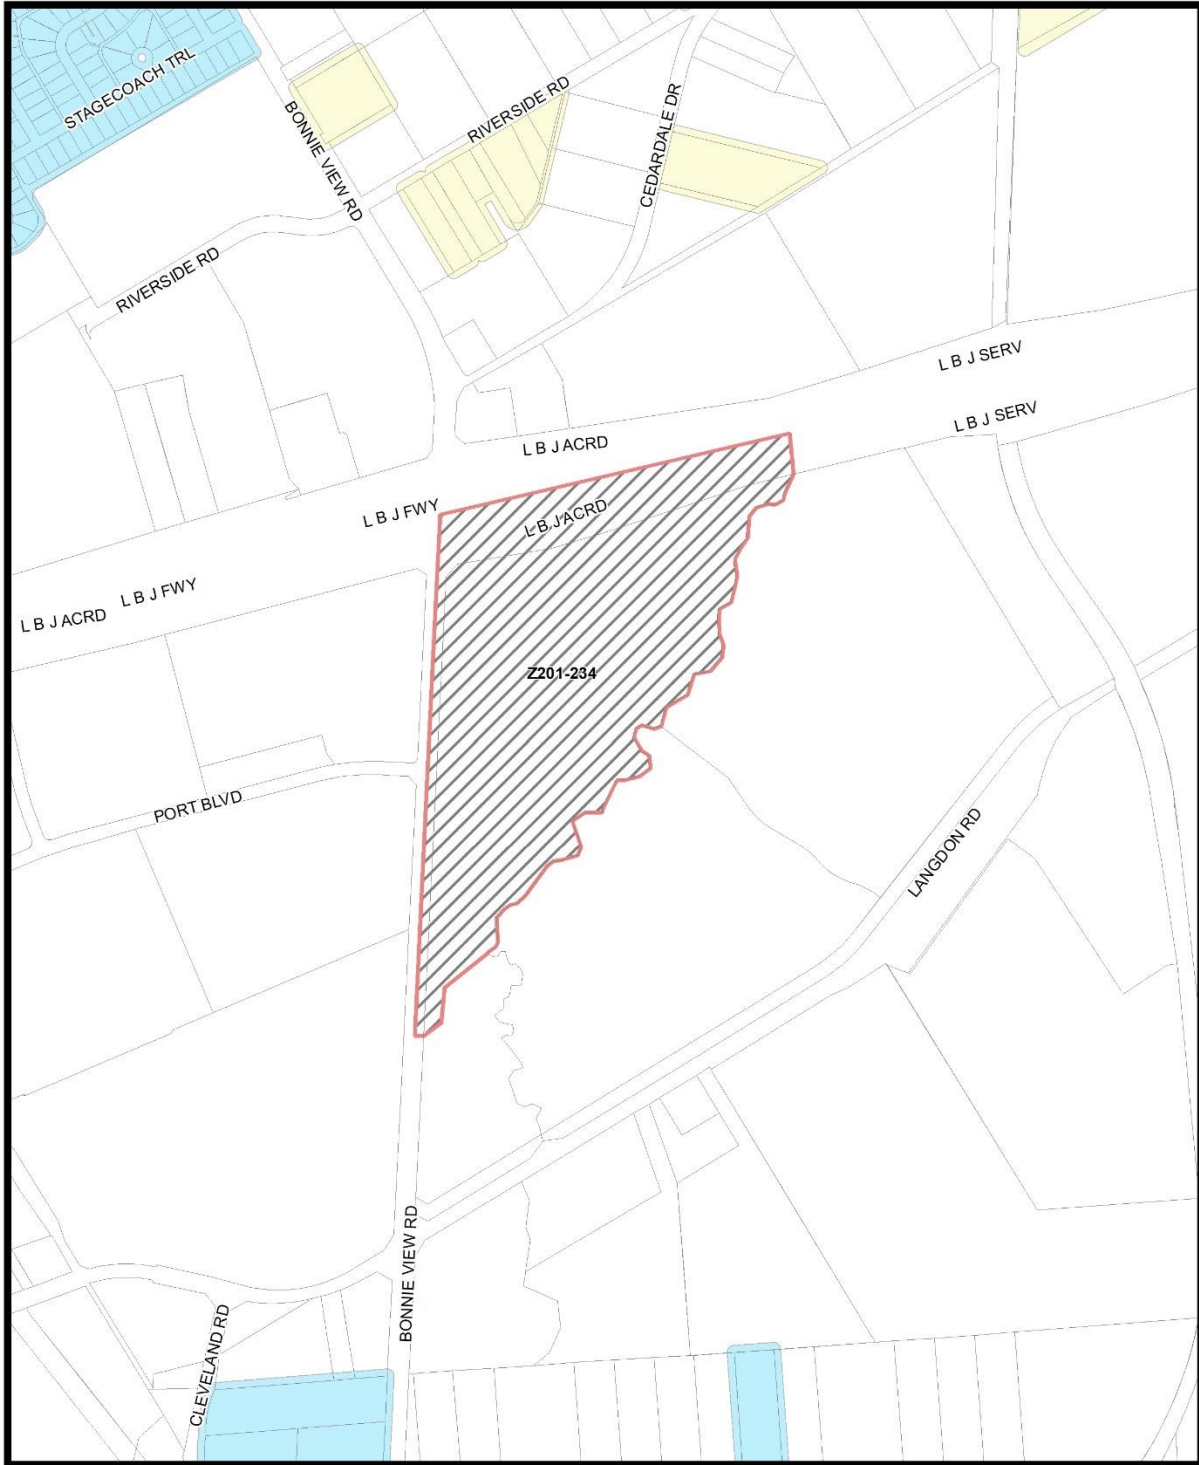 STAGECOACH TRL
BONNIE VIEW RD
RIVERSIDE RD
CEDARDALE DR
RIVERSIDE RD
L B J SERV
L B J SERV
L B J ACRD
L B J FWY
L B J ACRD
L B J FWY
L B J ACRD
Z201-234
PORT BLVD
LANGDON RD
BONNIE VIEW RD
CLEVELAND RD